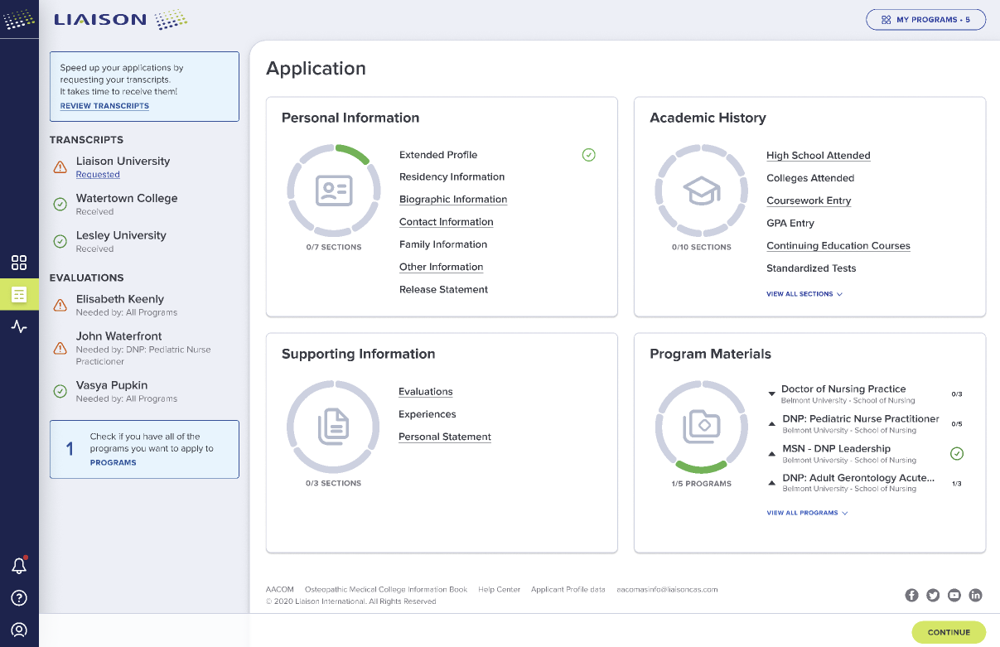 LIAISON
MY PROGRAMS • 5
Speed up your applications by
requesting your transcripts.
It takes time to receive them!
REVIEW TRANSCRIPTS
TRANSCRIPTS
Liaison University
Requested
Watertown College
Received
Lesley University
Received
EVALUATIONS
Elisabeth Keenly
Needed by: All Programs
John Waterfront
Needed by: DNP: Pediatric Nurse
Practicioner
Vasya Pupkin
Needed by: All Programs
1
Check if you have all of the
programs you want to apply to
PROGRAMS
Application
Personal Information
0/7 SECTIONS
Extended Profile
Residency Information
Biographic Information
Contact Information
Family Information
Other Information
Release Statement
Academic History
0/10 SECTIONS
High School Attended
Colleges Attended
Coursework Entry
GPA Entry
Continuing Education Courses
Standardized Tests
VIEW ALL SECTIONS
Supporting Information
0/3 SECTIONS
Evaluations
Experiences
Personal Statement
Program Materials
1/5 PROGRAMS
Doctor of Nursing Practice
Belmont University - School of Nursing
0/3
DNP: Pediatric Nurse Practitioner
Belmont University - School of Nursing
0/5
MSN - DNP Leadership
Belmont University - School of Nursing
DNP: Adult Gerontology Acute...
Belmont University - School of Nursing
1/3
VIEW ALL PROGRAMS
AACOM Osteopathic Medical College Information Book Help Center Applicant Profile data aacomasinfo@liaisoncas.com
© 2020 Liaison International. All Rights Reserved
CONTINUE